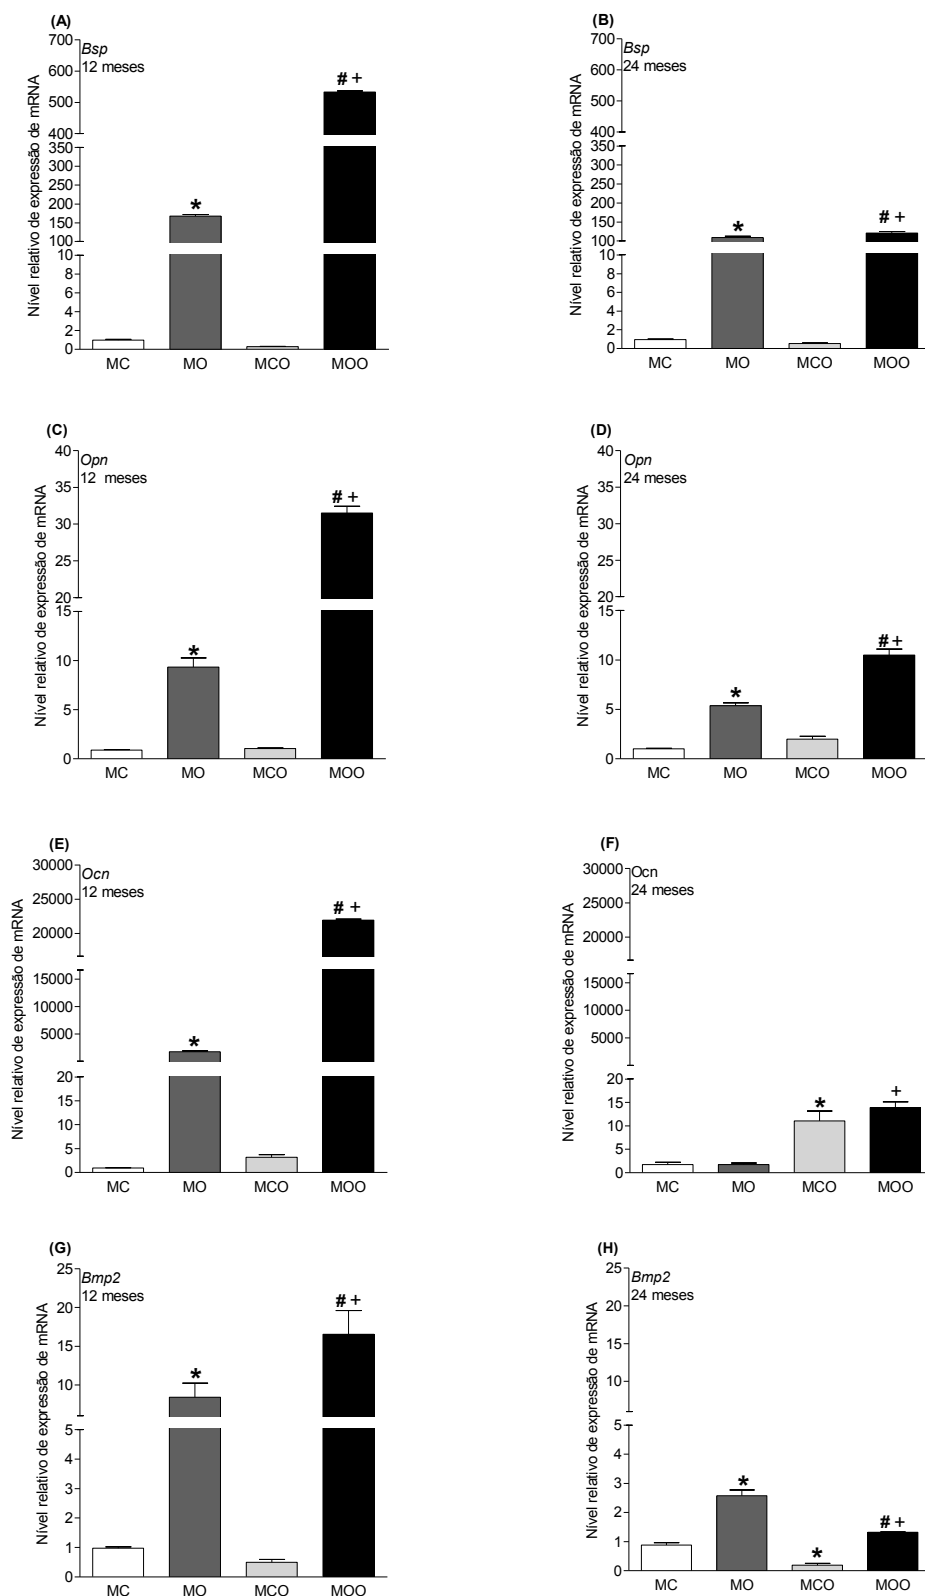 (A)
Bsp
12 meses
Nível relativo de expressão de mRNA
700
600
500
400
350
300
250
200
150
100
10
8
6
4
2
0
*
# +
MC MO MCO MOO
(B)
Bsp
24 meses
Nível relativo de expressão de mRNA
700
600
500
400
350
300
250
200
150
100
10
8
6
4
2
0
*
# +
MC MO MCO MOO
(C)
Opn
12 meses
Nível relativo de expressão de mRNA
40
35
30
25
20
15
10
5
0
*
# +
MC MO MCO MOO
(D)
Opn
24 meses
Nível relativo de expressão de mRNA
40
35
30
25
20
15
10
5
0
*
#+
MC MO MCO MOO
(E)
Ocn
12 meses
Nível relativo de expressão de mRNA
30000
25000
20000
15000
10000
5000
20
15
10
5
0
*
# +
MC MO MCO MOO
(F)
Ocn
24 meses
Nível relativo de expressão de mRNA
30000
25000
20000
15000
10000
5000
20
15
10
5
0
*
+
MC MO MCO MOO
(G)
Bmp2
12 meses
Nível relativo de expressão de mRNA
25
20
15
10
5
4
3
2
1
0
*
# +
MC MO MCO MOO
(H)
Bmp2
24 meses
Nível relativo de expressão de mRNA
25
20
15
10
5
4
3
2
1
0
*
*
# +
MC MO MCO MOO